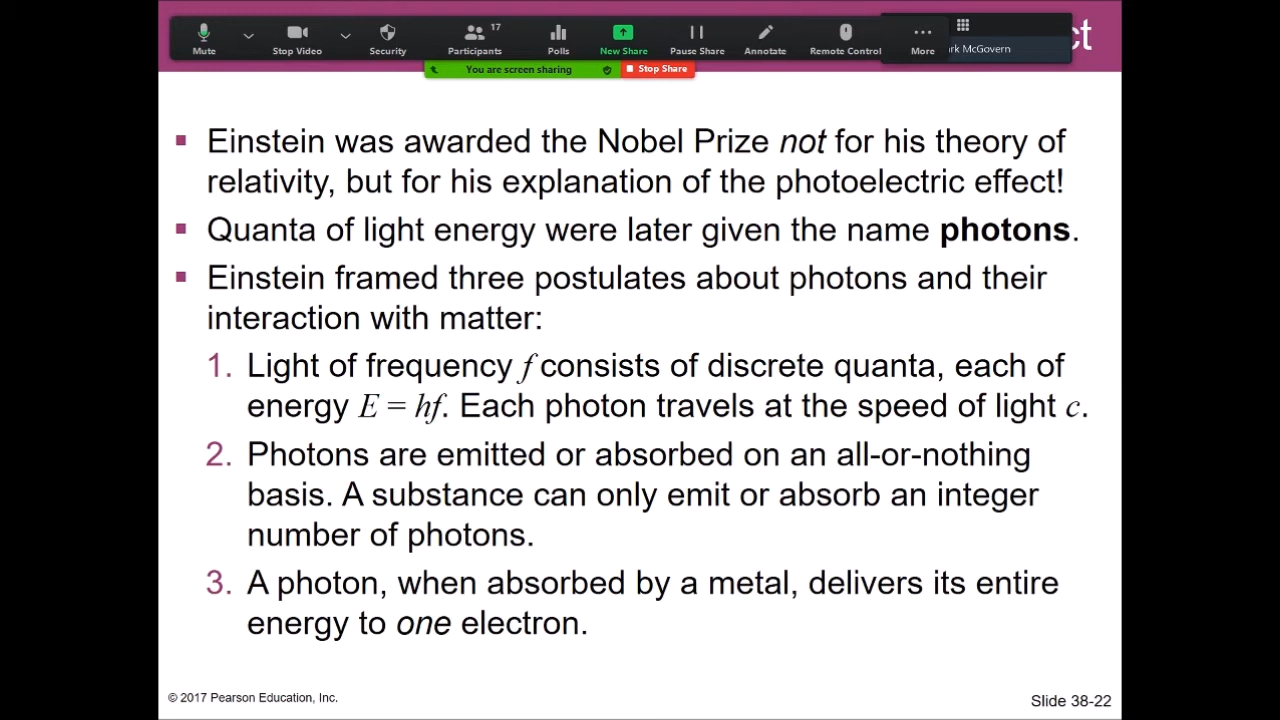 Mute
Stop Video
Security
17
Participants
Polls
New Share
Pause Share
Annotate
Remote Control
More
rk McGovern
ct
You are screen sharing
Stop Share
▪ Einstein was awarded the Nobel Prize not for his theory of
relativity, but for his explanation of the photoelectric effect!
▪ Quanta of light energy were later given the name photons.
▪ Einstein framed three postulates about photons and their
interaction with matter:
1. Light of frequency f consists of discrete quanta, each of
energy E = hf. Each photon travels at the speed of light c.
2. Photons are emitted or absorbed on an all-or-nothing
basis. A substance can only emit or absorb an integer
number of photons.
3. A photon, when absorbed by a metal, delivers its entire
energy to one electron.
© 2017 Pearson Education, Inc.
Slide 38-22